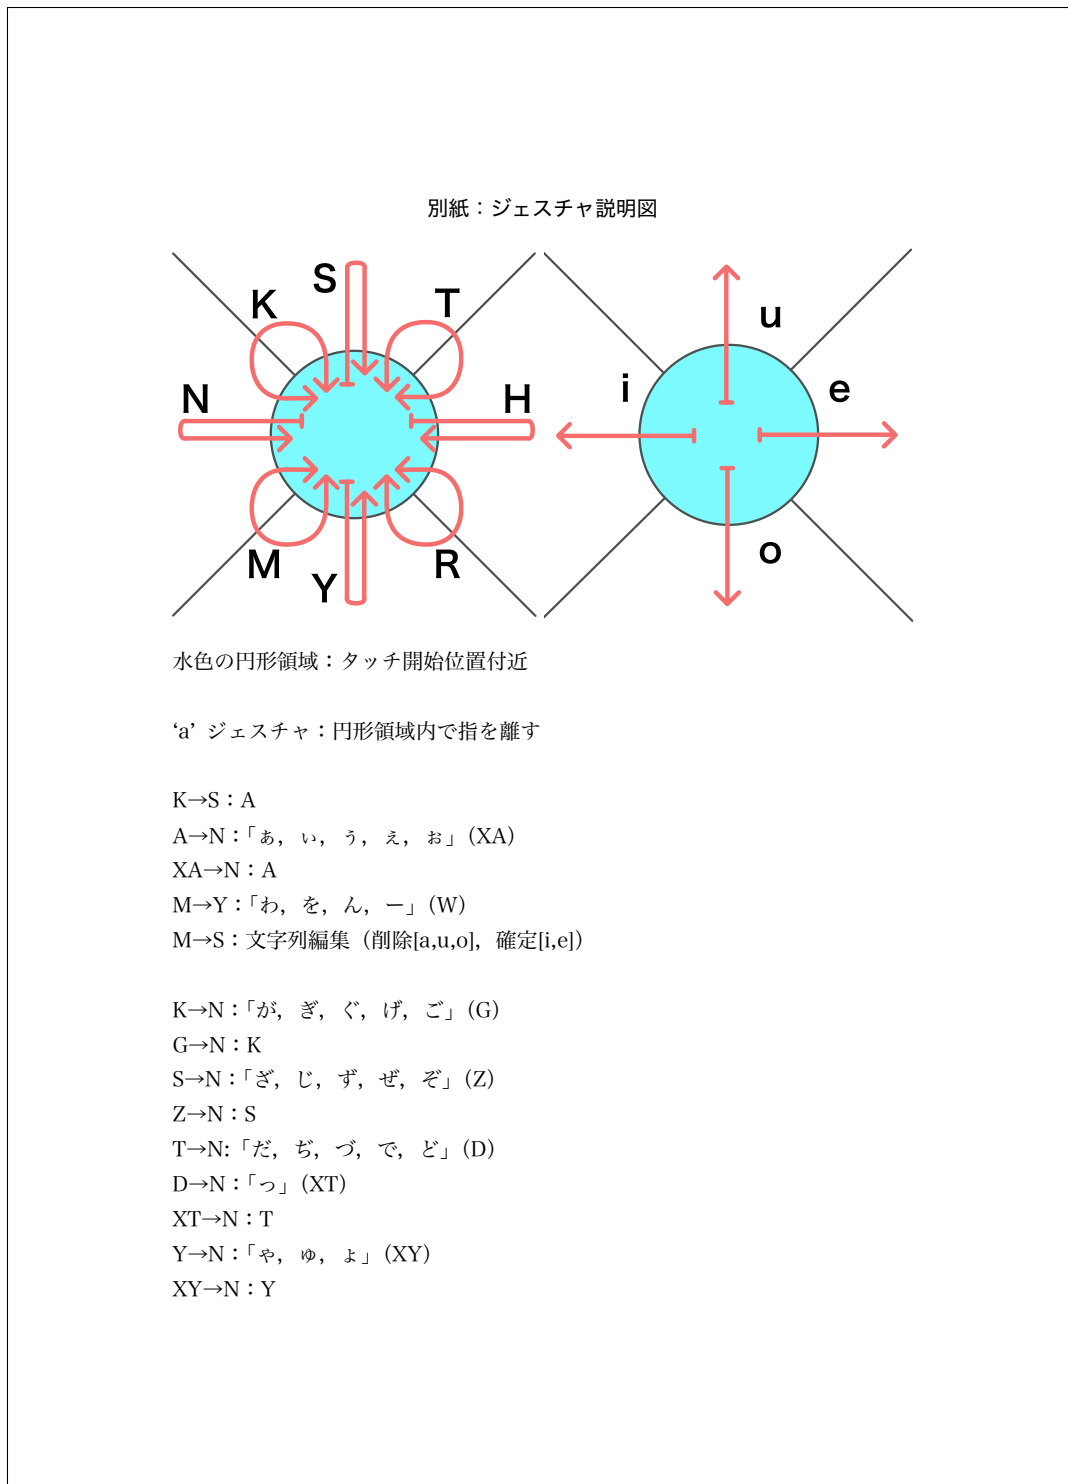 別紙：ジェスチャ説明図
S
K
T
N
H
M
R
Y
u
i
e
o
水色の円形領域：タッチ開始位置付近
‘a’ ジェスチャ：円形領域内で指を離す
K→S：A
A→N：「ぁ，ぃ，ぅ，ぇ，ぉ」（XA）
XA→N：A
M→Y：「わ，を，ん，ー」（W）
M→S：文字列編集（削除[a,u,o]，確定[i,e]）
K→N：「が，ぎ，ぐ，げ，ご」（G）
G→N：K
S→N：「ざ，じ，ず，ぜ，ぞ」（Z）
Z→N：S
T→N:「だ，ぢ，づ，で，ど」（D）
D→N：「っ」（XT）
XT→N：T
Y→N：「ゃ，ゅ，ょ」（XY）
XY→N：Y